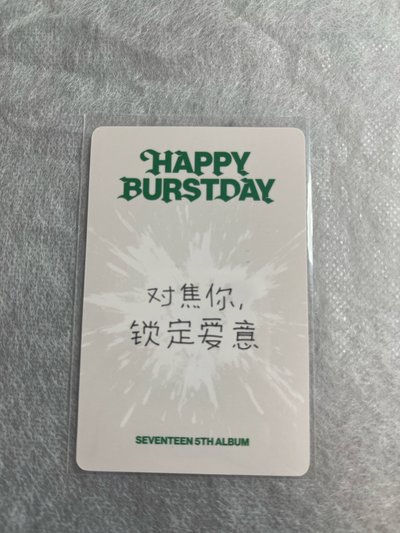 HAPPY
BURSTDAY
对焦你,
锁定爱意
SEVENTEEN 5TH ALBUM